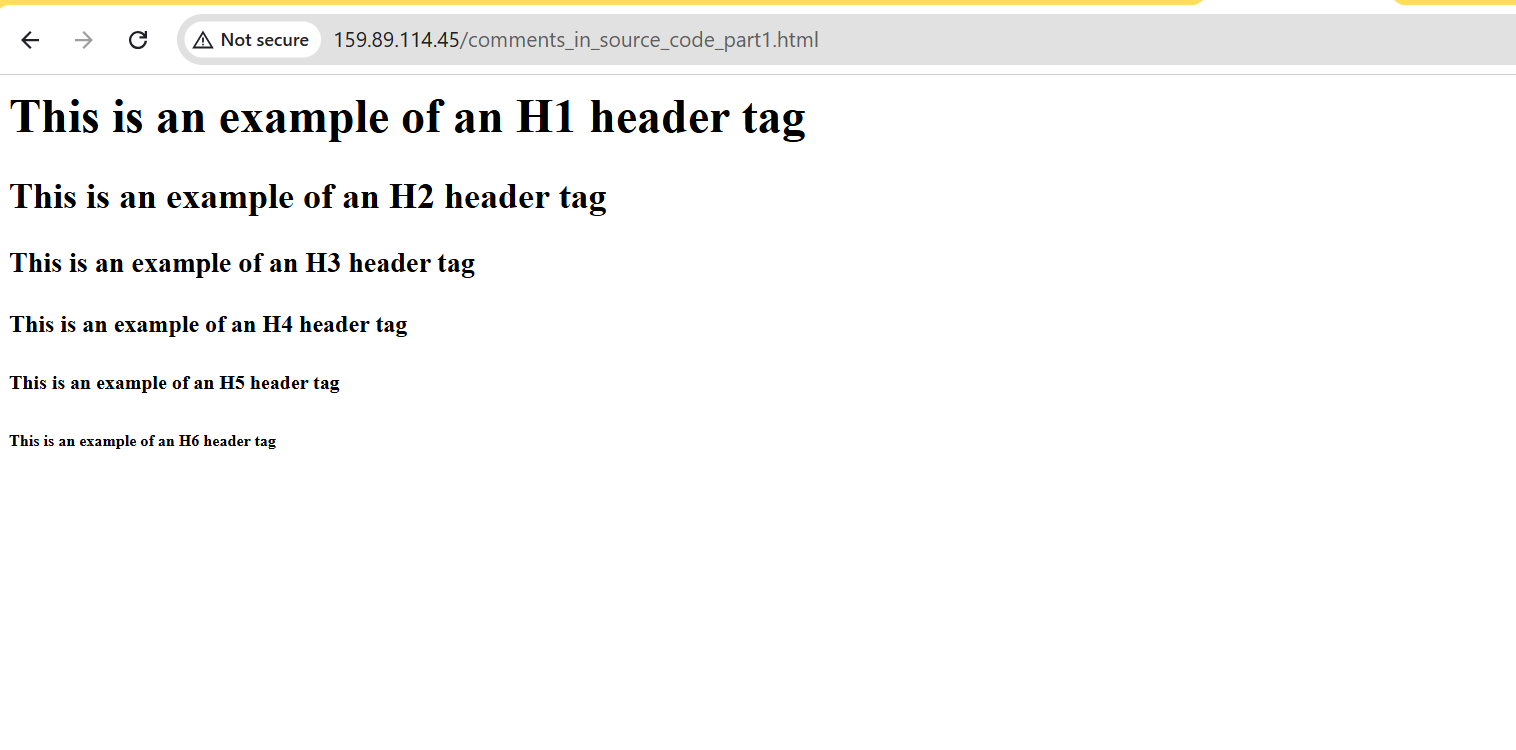 Not secure 159.89.114.45/comments_in_source_code_part1.html
This is an example of an H1 header tag
This is an example of an H2 header tag
This is an example of an H3 header tag
This is an example of an H4 header tag
This is an example of an H5 header tag
This is an example of an H6 header tag